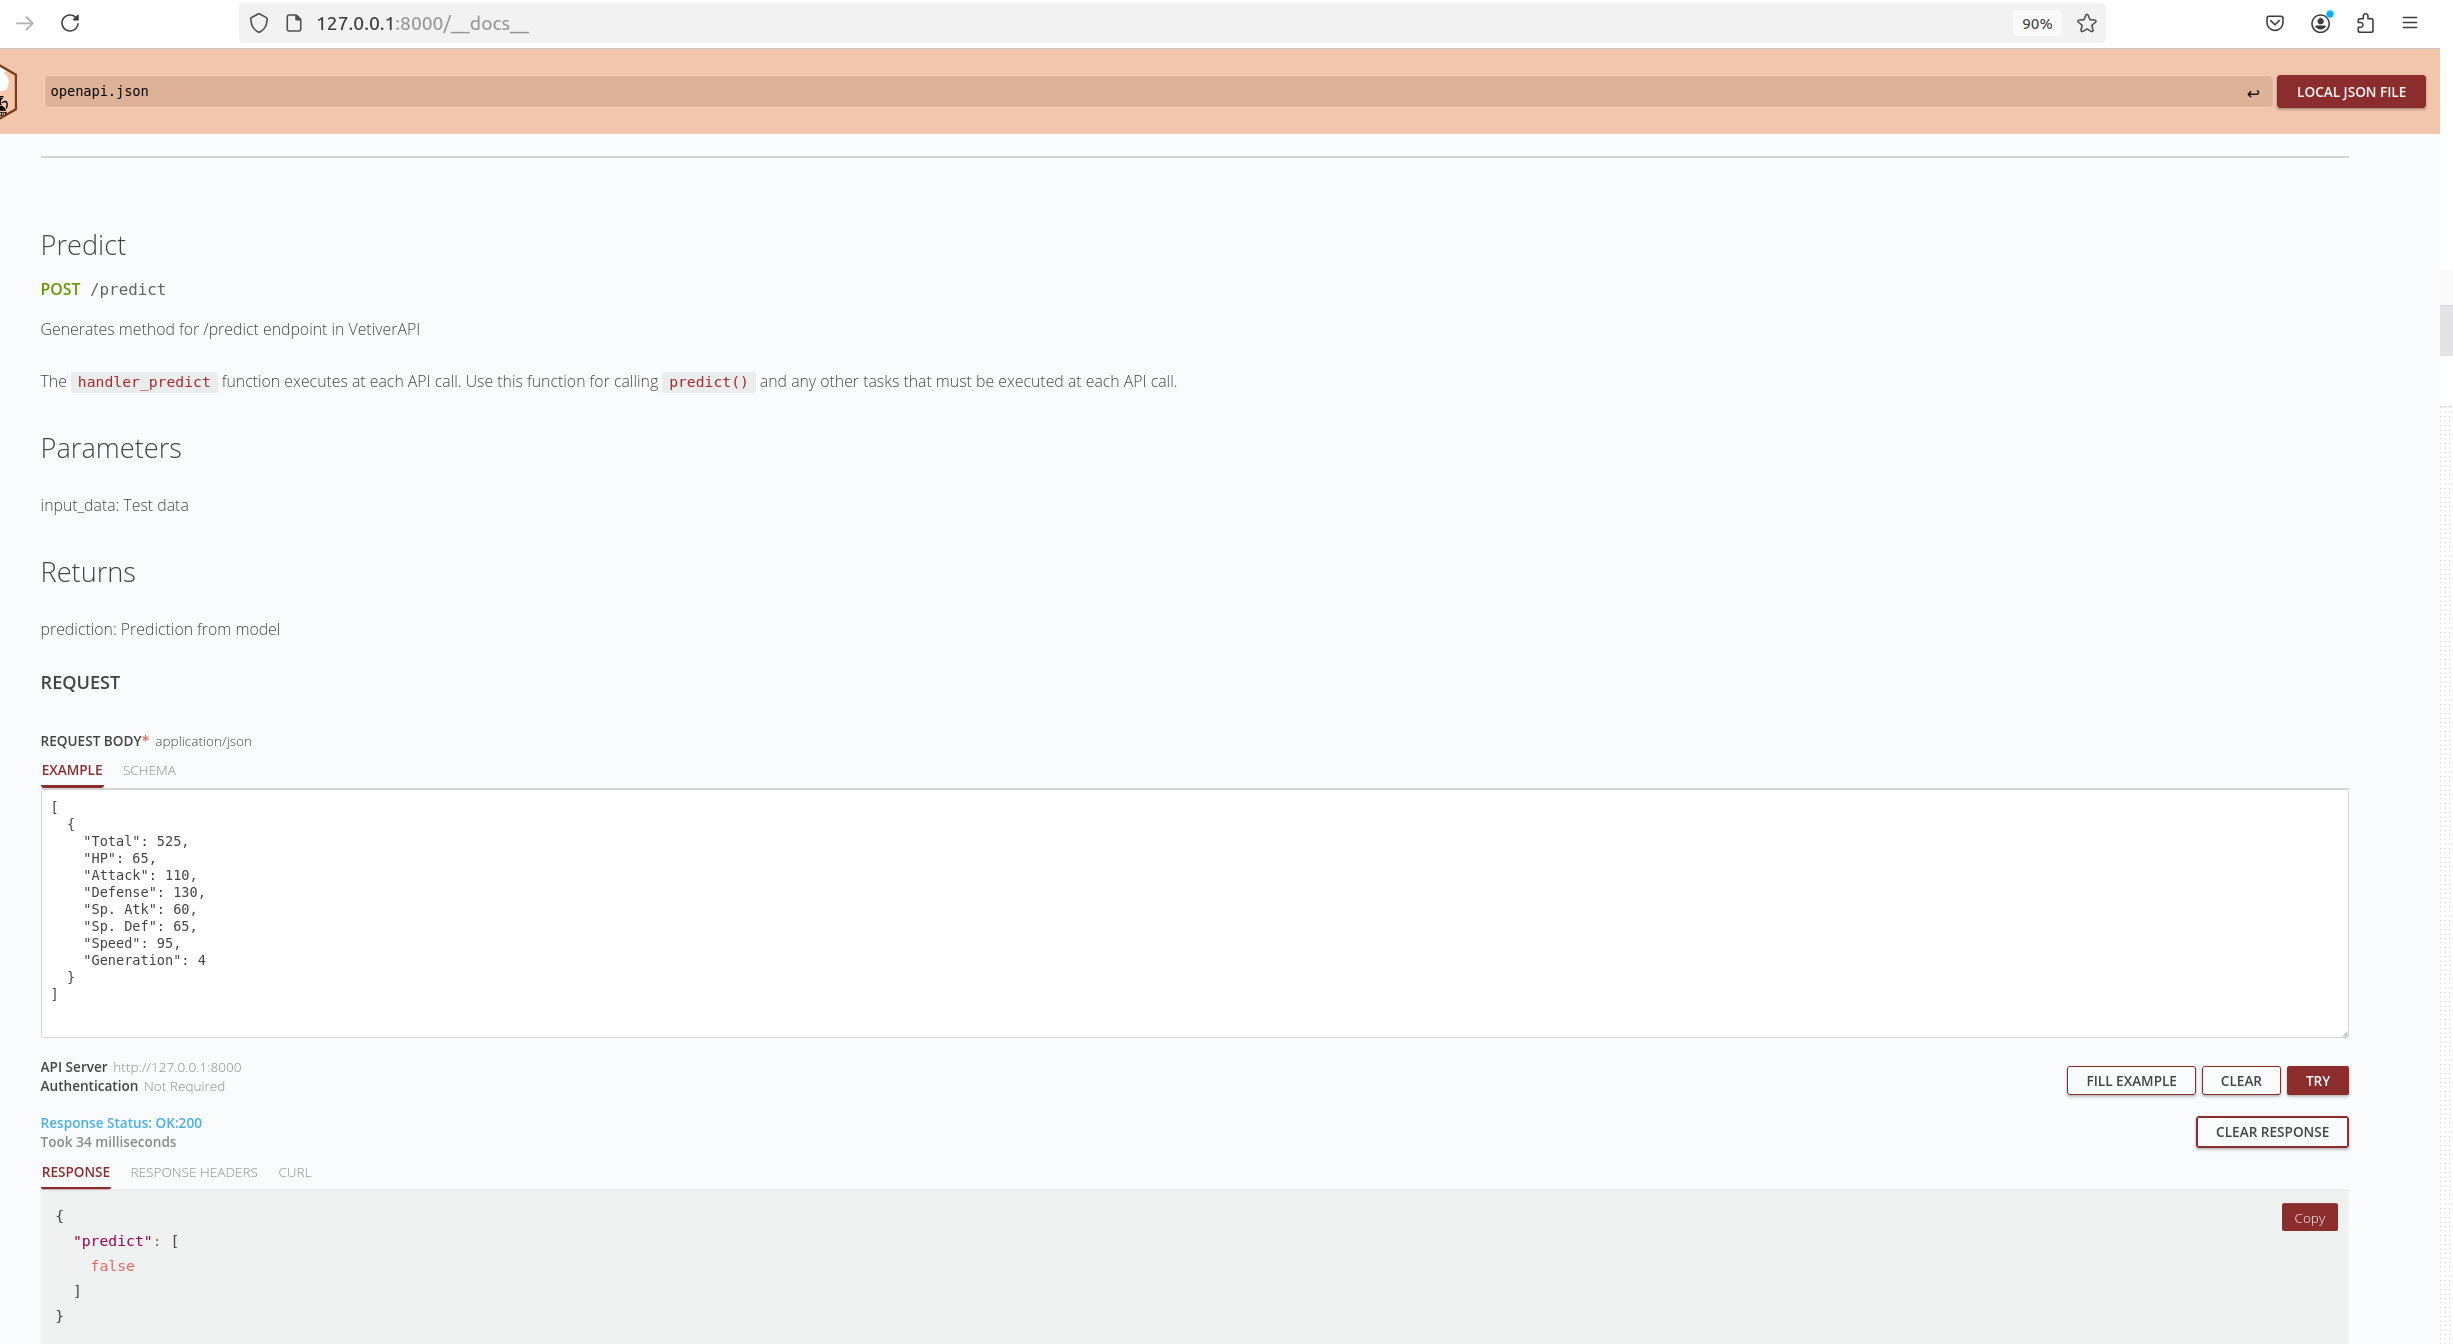 127.0.0.1:8000/__docs__
90%
openapi.json
LOCAL JSON FILE
Predict
POST /predict
Generates method for /predict endpoint in VetiverAPI
The handler_predict function executes at each API call. Use this function for calling predict() and any other tasks that must be executed at each API call.
Parameters
input_data: Test data
Returns
prediction: Prediction from model
REQUEST
REQUEST BODY* application/json
EXAMPLE SCHEMA
[
{
"Total": 525,
"HP": 65,
"Attack": 110,
"Defense": 130,
"Sp. Atk": 60,
"Sp. Def": 65,
"Speed": 95,
"Generation": 4
}
]
API Server http://127.0.0.1:8000
Authentication Not Required
FILL EXAMPLE CLEAR TRY
Response Status: OK:200
Took 34 milliseconds
CLEAR RESPONSE
RESPONSE RESPONSE HEADERS CURL
{
Copy
"predict": [
false
]
}